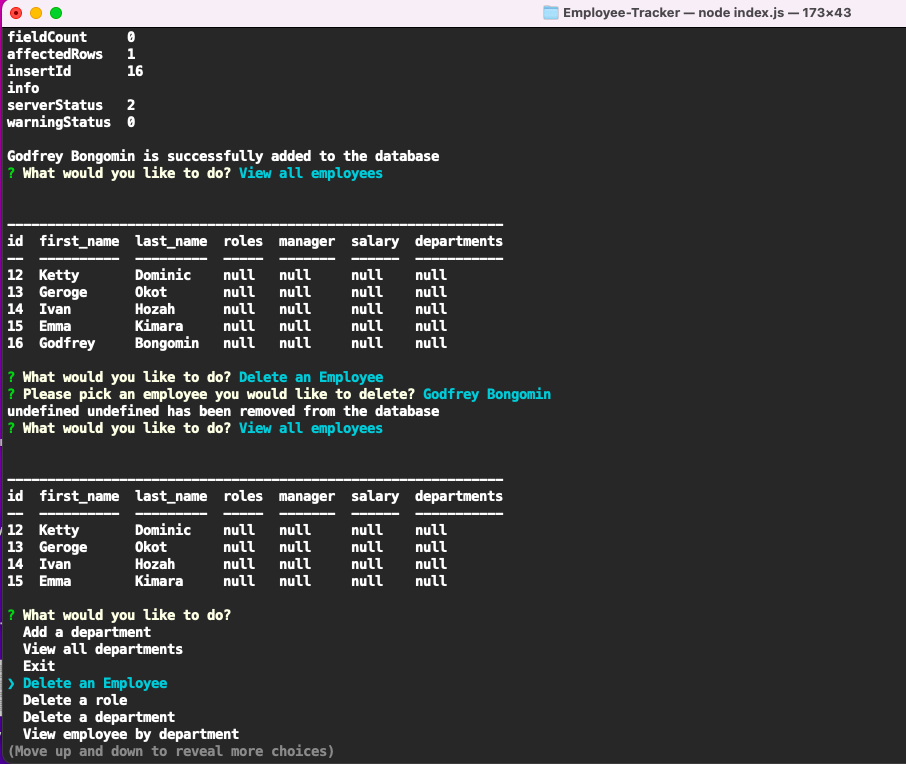 Employee-Tracker — node index.js — 173×43
fieldCount 0
affectedRows 1
insertId 16
info
serverStatus 2
warningStatus 0
Godfrey Bongomin is successfully added to the database
? What would you like to do? View all employees
id first_name last_name roles manager salary departments
-- ---------- --------- ----- ------- ------ -----------
12 Ketty Dominic null null null null
13 Geroge Okot null null null null
14 Ivan Hozah null null null null
15 Emma Kimara null null null null
16 Godfrey Bongomin null null null null
? What would you like to do? Delete an Employee
? Please pick an employee you would like to delete? Godfrey Bongomin
undefined undefined has been removed from the database
? What would you like to do? View all employees
id first_name last_name roles manager salary departments
-- ---------- --------- ----- ------- ------ -----------
12 Ketty Dominic null null null null
13 Geroge Okot null null null null
14 Ivan Hozah null null null null
15 Emma Kimara null null null null
? What would you like to do?
Add a department
View all departments
Exit
❯ Delete an Employee
Delete a role
Delete a department
View employee by department
(Move up and down to reveal more choices)